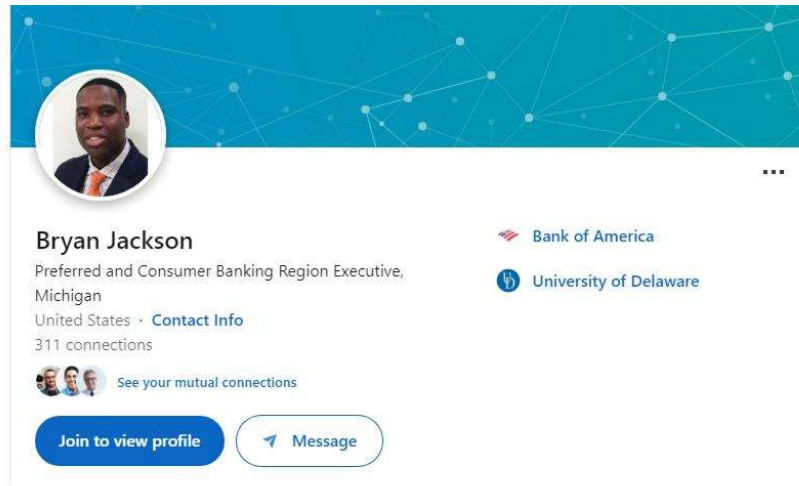 Bryan Jackson
Preferred and Consumer Banking Region Executive,
Michigan
United States · Contact Info
311 connections
See your mutual connections
Join to view profile
Message
Bank of America
UD
University of Delaware